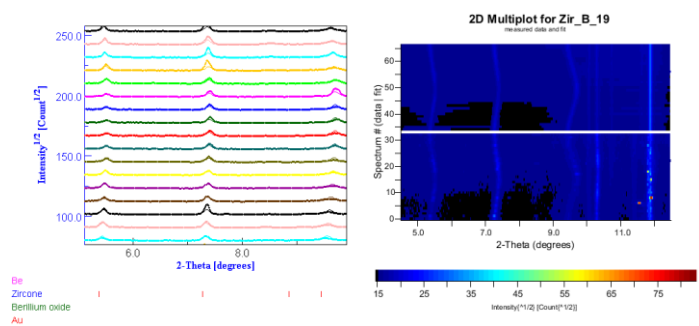 250.0
200.0
150.0
100.0
Intensity^1/2 [Count^1/2]
6.0
8.0
2-Theta [degrees]
Be
Zircone
Berillium oxide
Au
2D Multiplot for Zir_B_19
measured data and fit
60
50
40
30
20
10
0
Spectrum # (data | fit)
5.0
7.0
9.0
11.0
2-Theta (degrees)
15
25
35
45
55
65
75
Intensity[^1/2] [Count[^1/2]]